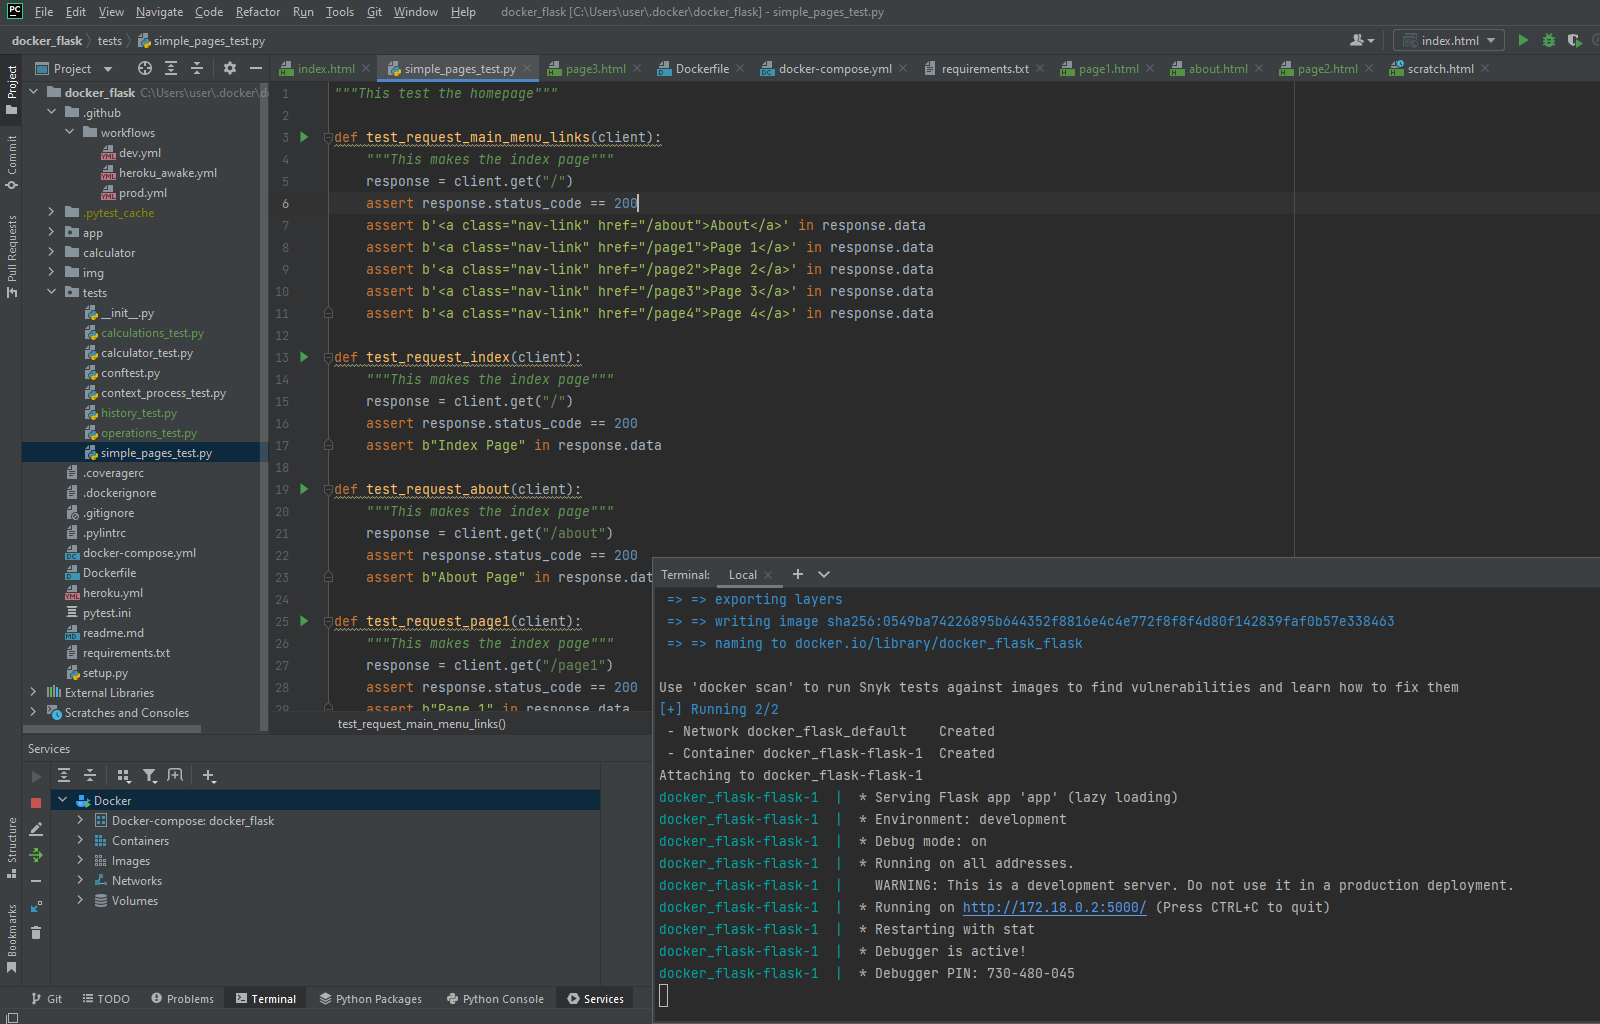 PC File Edit View Navigate Code Refactor Run Tools Git Window Help docker_flask [C:\Users\user\.docker\docker_flask] - simple_pages_test.py
docker_flask tests simple_pages_test.py index.html
Project
index.html simple_pages_test.py page3.html Dockerfile docker-compose.yml requirements.txt page1.html about.html page2.html scratch.html
Project
Commit
Pull Requests
Structure
Bookmarks
docker_flask C:\Users\user\.docker\d
.github
workflows
dev.yml
heroku_awake.yml
prod.yml
.pytest_cache
app
calculator
img
tests
__init__.py
calculations_test.py
calculator_test.py
conftest.py
context_process_test.py
history_test.py
operations_test.py
simple_pages_test.py
.coveragerc
.dockerignore
.gitignore
.pylintrc
docker-compose.yml
Dockerfile
heroku.yml
pytest.ini
readme.md
requirements.txt
setup.py
External Libraries
Scratches and Consoles
1 """This test the homepage"""
2
3 def test_request_main_menu_links(client):
4 """This makes the index page"""
5 response = client.get("/")
6 assert response.status_code == 200
7 assert b'<a class="nav-link" href="/about">About</a>' in response.data
8 assert b'<a class="nav-link" href="/page1">Page 1</a>' in response.data
9 assert b'<a class="nav-link" href="/page2">Page 2</a>' in response.data
10 assert b'<a class="nav-link" href="/page3">Page 3</a>' in response.data
11 assert b'<a class="nav-link" href="/page4">Page 4</a>' in response.data
12
13 def test_request_index(client):
14 """This makes the index page"""
15 response = client.get("/")
16 assert response.status_code == 200
17 assert b"Index Page" in response.data
18
19 def test_request_about(client):
20 """This makes the index page"""
21 response = client.get("/about")
22 assert response.status_code == 200
23 assert b"About Page" in response.dat
24
25 def test_request_page1(client):
26 """This makes the index page"""
27 response = client.get("/page1")
28 assert response.status_code == 200
29 assert b"Page 1" in response.data
test_request_main_menu_links()
Services
Docker
Docker-compose: docker_flask
Containers
Images
Networks
Volumes
Terminal: Local
=> => exporting layers
=> => writing image sha256:0549ba74226895b644352f8816e4c4e772f8f8f4d80f142839faf0b57e338463
=> => naming to docker.io/library/docker_flask_flask
Use 'docker scan' to run Snyk tests against images to find vulnerabilities and learn how to fix them
[+] Running 2/2
- Network docker_flask_default Created
- Container docker_flask-flask-1 Created
Attaching to docker_flask-flask-1
docker_flask-flask-1 | * Serving Flask app 'app' (lazy loading)
docker_flask-flask-1 | * Environment: development
docker_flask-flask-1 | * Debug mode: on
docker_flask-flask-1 | * Running on all addresses.
docker_flask-flask-1 | WARNING: This is a development server. Do not use it in a production deployment.
docker_flask-flask-1 | * Running on http://172.18.0.2:5000/ (Press CTRL+C to quit)
docker_flask-flask-1 | * Restarting with stat
docker_flask-flask-1 | * Debugger is active!
docker_flask-flask-1 | * Debugger PIN: 730-480-045
Git TODO Problems Terminal Python Packages Python Console Services